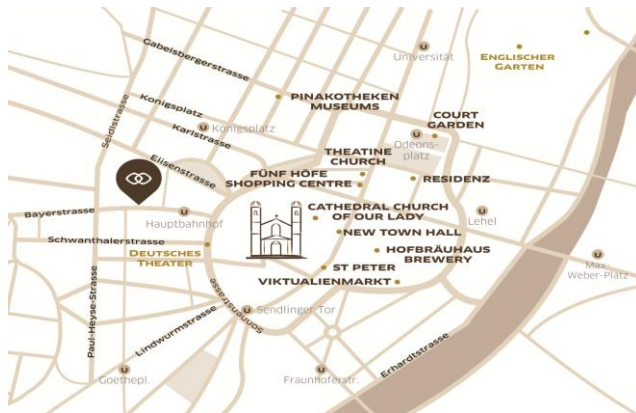 Gabelsbergerstrasse
U
Universität
ENGLISCHER
GARTEN
Seidlstrasse
PINAKOTHEKEN
MUSEUMS
Königsplatz
Karlstrasse
U
Königsplatz
COURT
GARDEN
U
Odeons-
platz
Elisenstrasse
THEATINE
CHURCH
FÜNF HÖFE
SHOPPING CENTRE
RESIDENZ
Bayerstrasse
U
Hauptbahnhof
CATHEDRAL CHURCH
OF OUR LADY
U
Lehel
Schwanthalerstrasse
NEW TOWN HALL
DEUTSCHES
THEATER
HOFBRÄUHAUS
BREWERY
U
Max
Weber-Platz
ST PETER
VIKTUALIENMARKT
Paul-Heyse-Strasse
Sonnenstrasse
U
Sendlinger Tor
Lindwurmstrasse
Erhardtstrasse
U
Goethepl.
U
Fraunhoferstr.